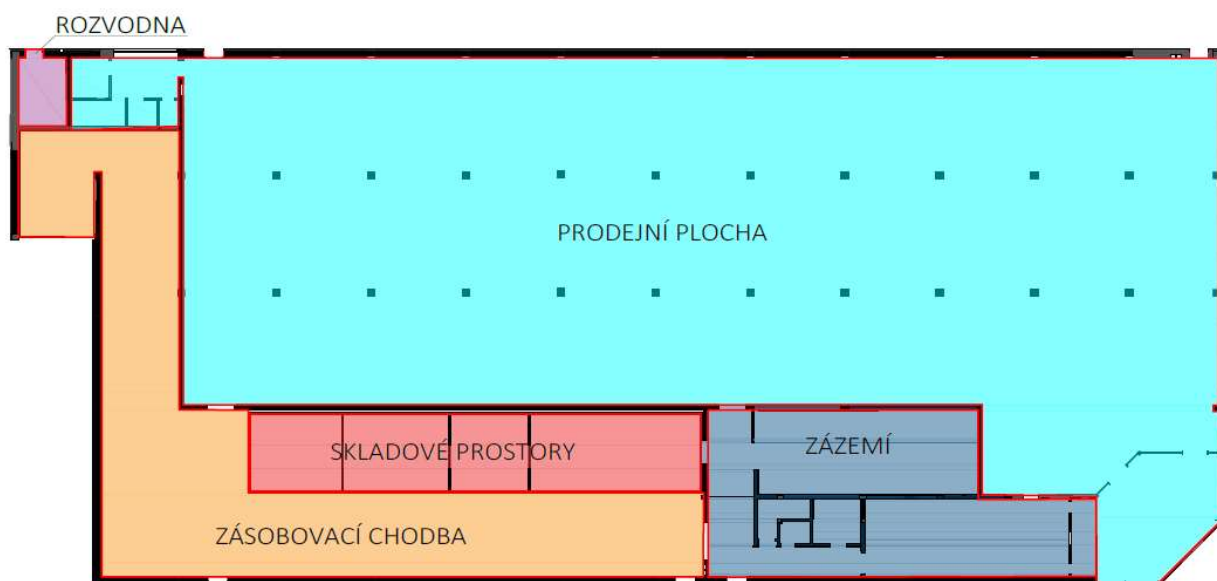 ROZVODNA
PRODEJNÍ PLOCHA
SKLADOVÉ PROSTORY
ZÁZEMÍ
ZÁSOBOVACÍ CHODBA